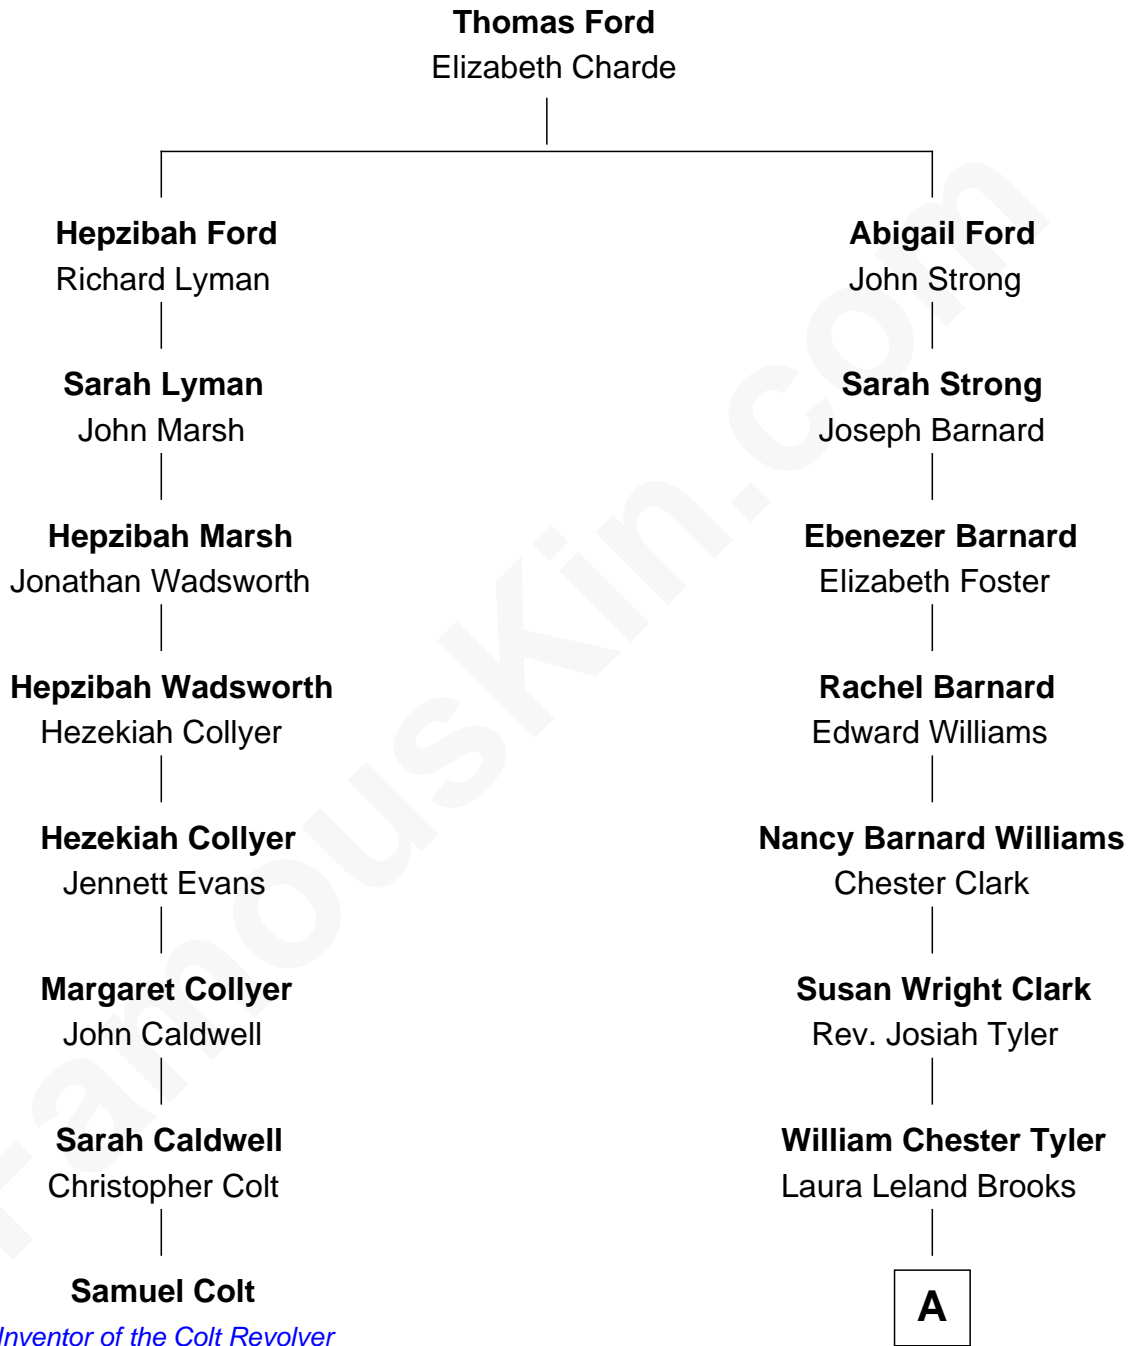 Thomas Ford
Elizabeth Charde
Hepzibah Ford
Richard Lyman
Abigail Ford
John Strong
Sarah Lyman
John Marsh
Sarah Strong
Joseph Barnard
Hepzibah Marsh
Jonathan Wadsworth
Ebenezer Barnard
Elizabeth Foster
Hepzibah Wadsworth
Hezekiah Collyer
Rachel Barnard
Edward Williams
Hezekiah Collyer
Jennett Evans
Nancy Barnard Williams
Chester Clark
Margaret Collyer
John Caldwell
Susan Wright Clark
Rev. Josiah Tyler
Sarah Caldwell
Christopher Colt
William Chester Tyler
Laura Leland Brooks
Samuel Colt
Inventor of the Colt Revolver
A
FamousKin.com